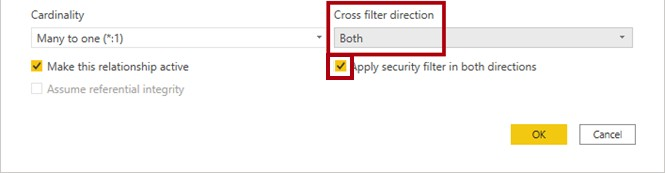 Cardinality
Cross filter direction
Many to one (*:1)
Both
Make this relationship active
Apply security filter in both directions
Assume referential integrity
OK
Cancel